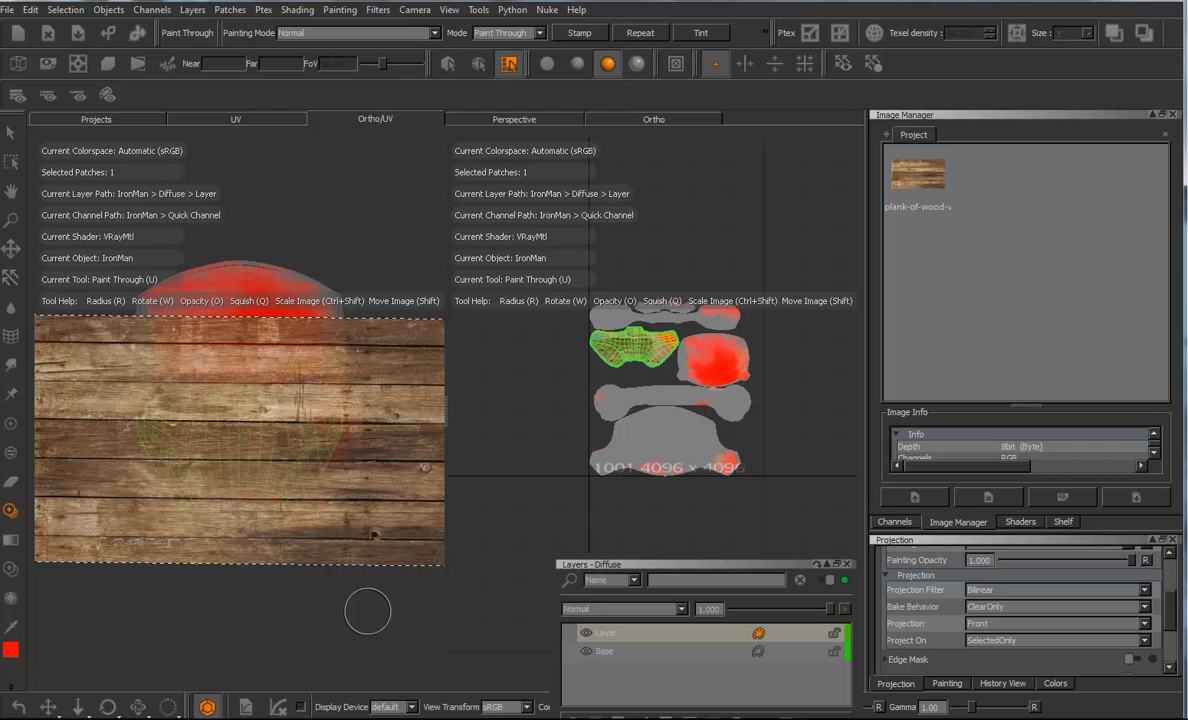 File Edit Selection Objects Channels Layers Patches Ptex Shading Painting Filters Camera View Tools Python Nuke Help
Paint Through Painting Mode Normal Mode Paint Through Stamp Repeat Tint » Ptex Texel density: Size: 1
Near Far FoV
Projects UV Ortho/UV Perspective Ortho
Current Colorspace: Automatic (sRGB)
Selected Patches: 1
Current Layer Path: IronMan > Diffuse > Layer
Current Channel Path: IronMan > Quick Channel
Current Shader: VRayMtl
Current Object: IronMan
Current Tool: Paint Through (U)
Tool Help: Radius (R) Rotate (W) Opacity (O) Squish (Q) Scale Image (Ctrl+Shift) Move Image (Shift)
Current Colorspace: Automatic (sRGB)
Selected Patches: 1
Current Layer Path: IronMan > Diffuse > Layer
Current Channel Path: IronMan > Quick Channel
Current Shader: VRayMtl
Current Object: IronMan
Current Tool: Paint Through (U)
Tool Help: Radius (R) Rotate (W) Opacity (O) Squish (Q) Scale Image (Ctrl+Shift) Move Image (Shift)
1001 4096 x 4096
Image Manager
Project
plank-of-wood-v
Image Info
Info
Depth 8bit (Byte)
Channels RGB
Channels Image Manager Shaders Shelf
Projection
Painting Opacity 1.000 R
Projection
Projection Filter Bilinear
Bake Behavior ClearOnly
Projection Front
Project On SelectedOnly
Edge Mask
Projection Painting History View Colors
Layers - Diffuse
Name
Normal 1.000
Layer
Base
Display Device default View Transform sRGB Co
R Gamma 1.00 R